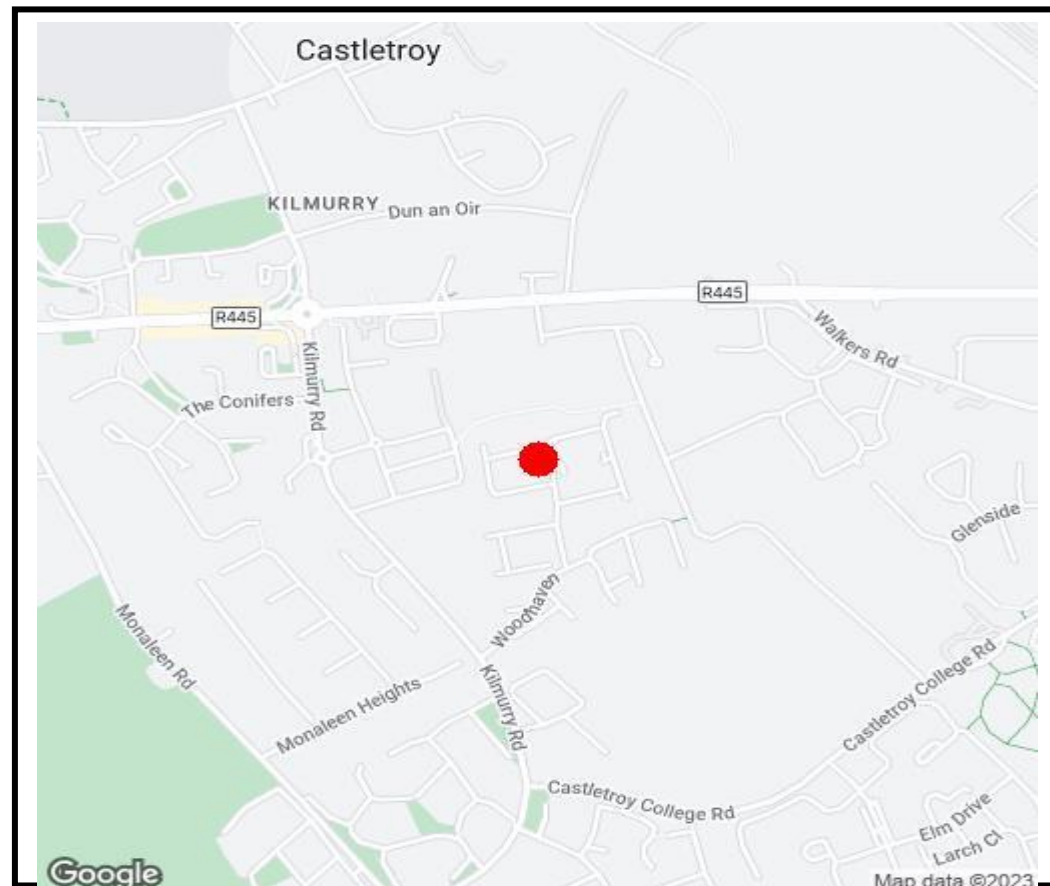 Castletroy
KILMURRY
Dun an Oir
R445
R445
Walkers Rd
Kilmurry Rd
The Conifers
Glenside
Woodhaven
Monaleen Rd
Castletroy College Rd
Kilmurry Rd
Monaleen Heights
Castletroy College Rd
Elm Drive
Larch Cl
Google
Map data ©2023